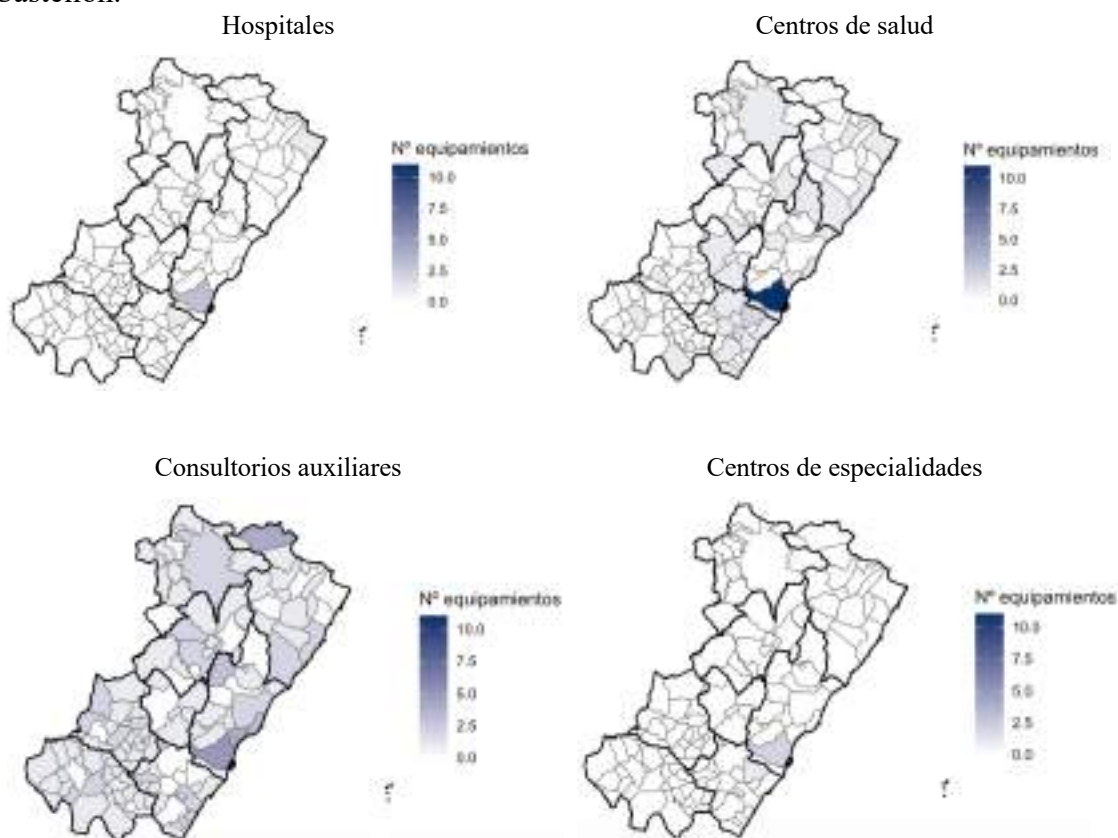 Castellón.
Hospitales
Centros de salud
Nº equipamientos
10.0
7.5
5.0
2.5
0.0
Nº equipamientos
10.0
7.5
5.0
2.5
0.0
Consultorios auxiliares
Centros de especialidades
Nº equipamientos
10.0
7.5
5.0
2.5
0.0
Nº equipamientos
10.0
7.5
5.0
2.5
0.0